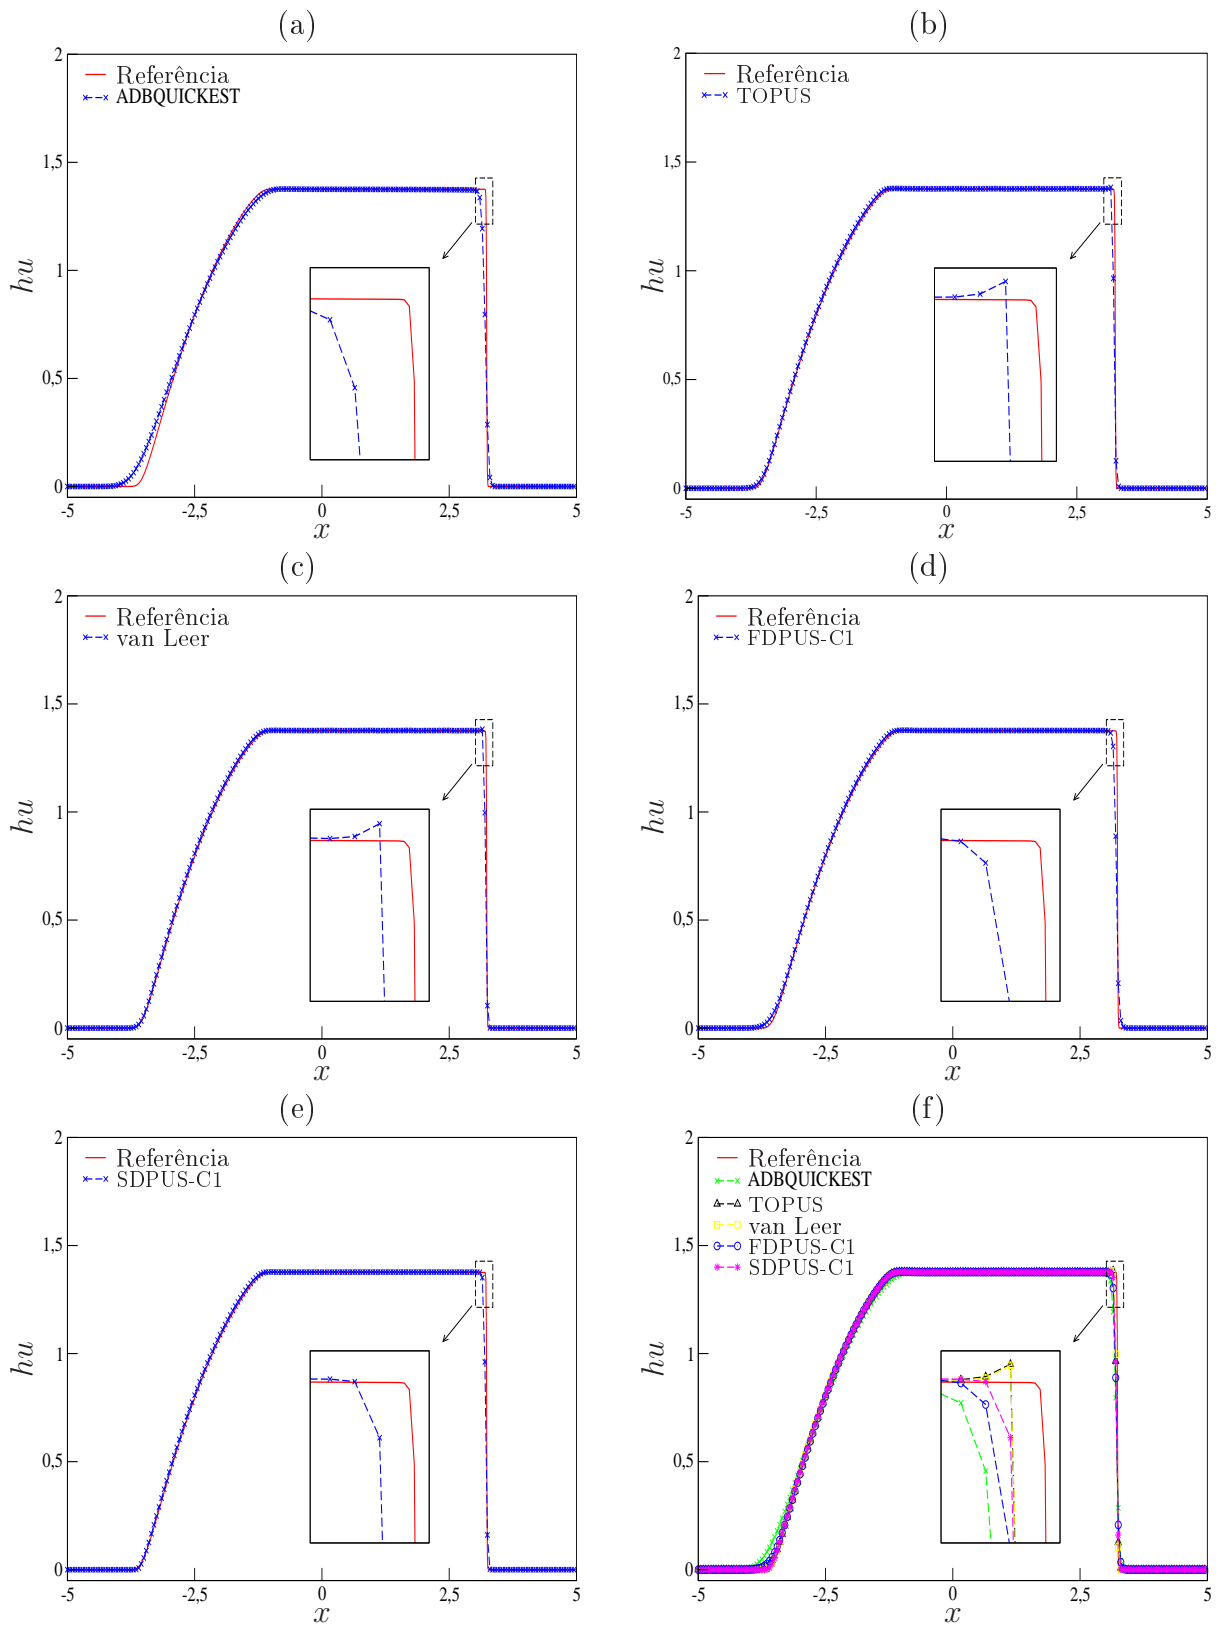 (a)
2
Referência
ADBQUICKEST
1,5
1
hu
0,5
0
-5
-2,5
0
2,5
5
x
(b)
2
Referência
TOPUS
1,5
1
hu
0,5
0
-5
-2,5
0
2,5
5
x
(c)
2
Referência
van Leer
1,5
1
hu
0,5
0
-5
-2,5
0
2,5
5
x
(d)
2
Referência
FDPUS-C1
1,5
1
hu
0,5
0
-5
-2,5
0
2,5
5
x
(e)
2
Referência
SDPUS-C1
1,5
1
hu
0,5
0
-5
-2,5
0
2,5
5
x
(f)
2
Referência
ADBQUICKEST
TOPUS
van Leer
FDPUS-C1
SDPUS-C1
1,5
1
hu
0,5
0
-5
-2,5
0
2,5
5
x